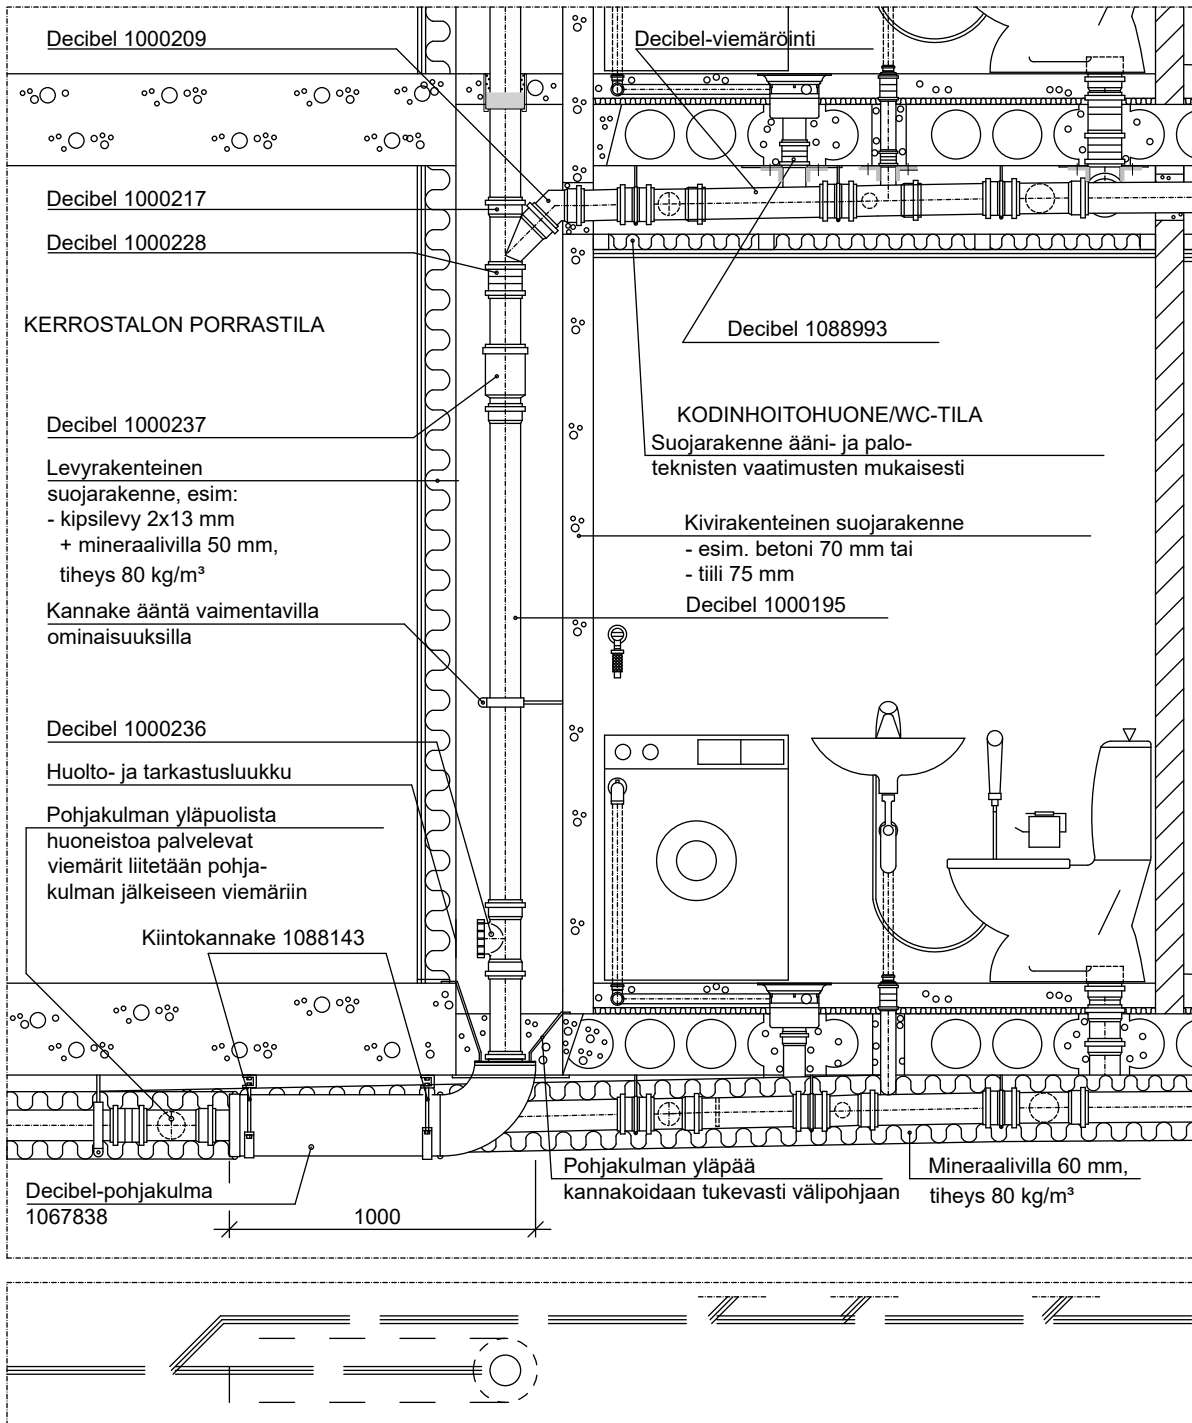 Decibel 1000209
Decibel-viemäröinti
Decibel 1000217
Decibel 1000228
KERROSTALON PORRASTILA
Decibel 1088993
Decibel 1000237
KODINHOITOHUONE/WC-TILA
Suojarakenne ääni- ja palo-
teknisten vaatimusten mukaisesti
Levyrakenteinen
suojarakenne, esim:
- kipsilevy 2x13 mm
+ mineraalivilla 50 mm,
tiheys 80 kg/m³
Kivirakenteinen suojarakenne
- esim. betoni 70 mm tai
- tiili 75 mm
Decibel 1000195
Kannake ääntä vaimentavilla
ominaisuuksilla
Decibel 1000236
Huolto- ja tarkastusluukku
Pohjakulman yläpuolista
huoneistoa palvelevat
viemärit liitetään pohja-
kulman jälkeiseen viemäriin
Kiintokannake 1088143
Decibel-pohjakulma
1067838
1000
Pohjakulman yläpää
kannakoidaan tukevasti välipohjaan
Mineraalivilla 60 mm,
tiheys 80 kg/m³